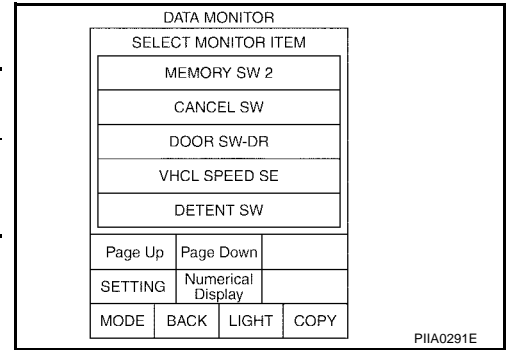 DATA MONITOR
SELECT MONITOR ITEM
MEMORY SW 2
CANCEL SW
DOOR SW-DR
VHCL SPEED SE
DETENT SW
Page Up Page Down
SETTING Numerical
Display
MODE BACK LIGHT COPY
PIIA0291E